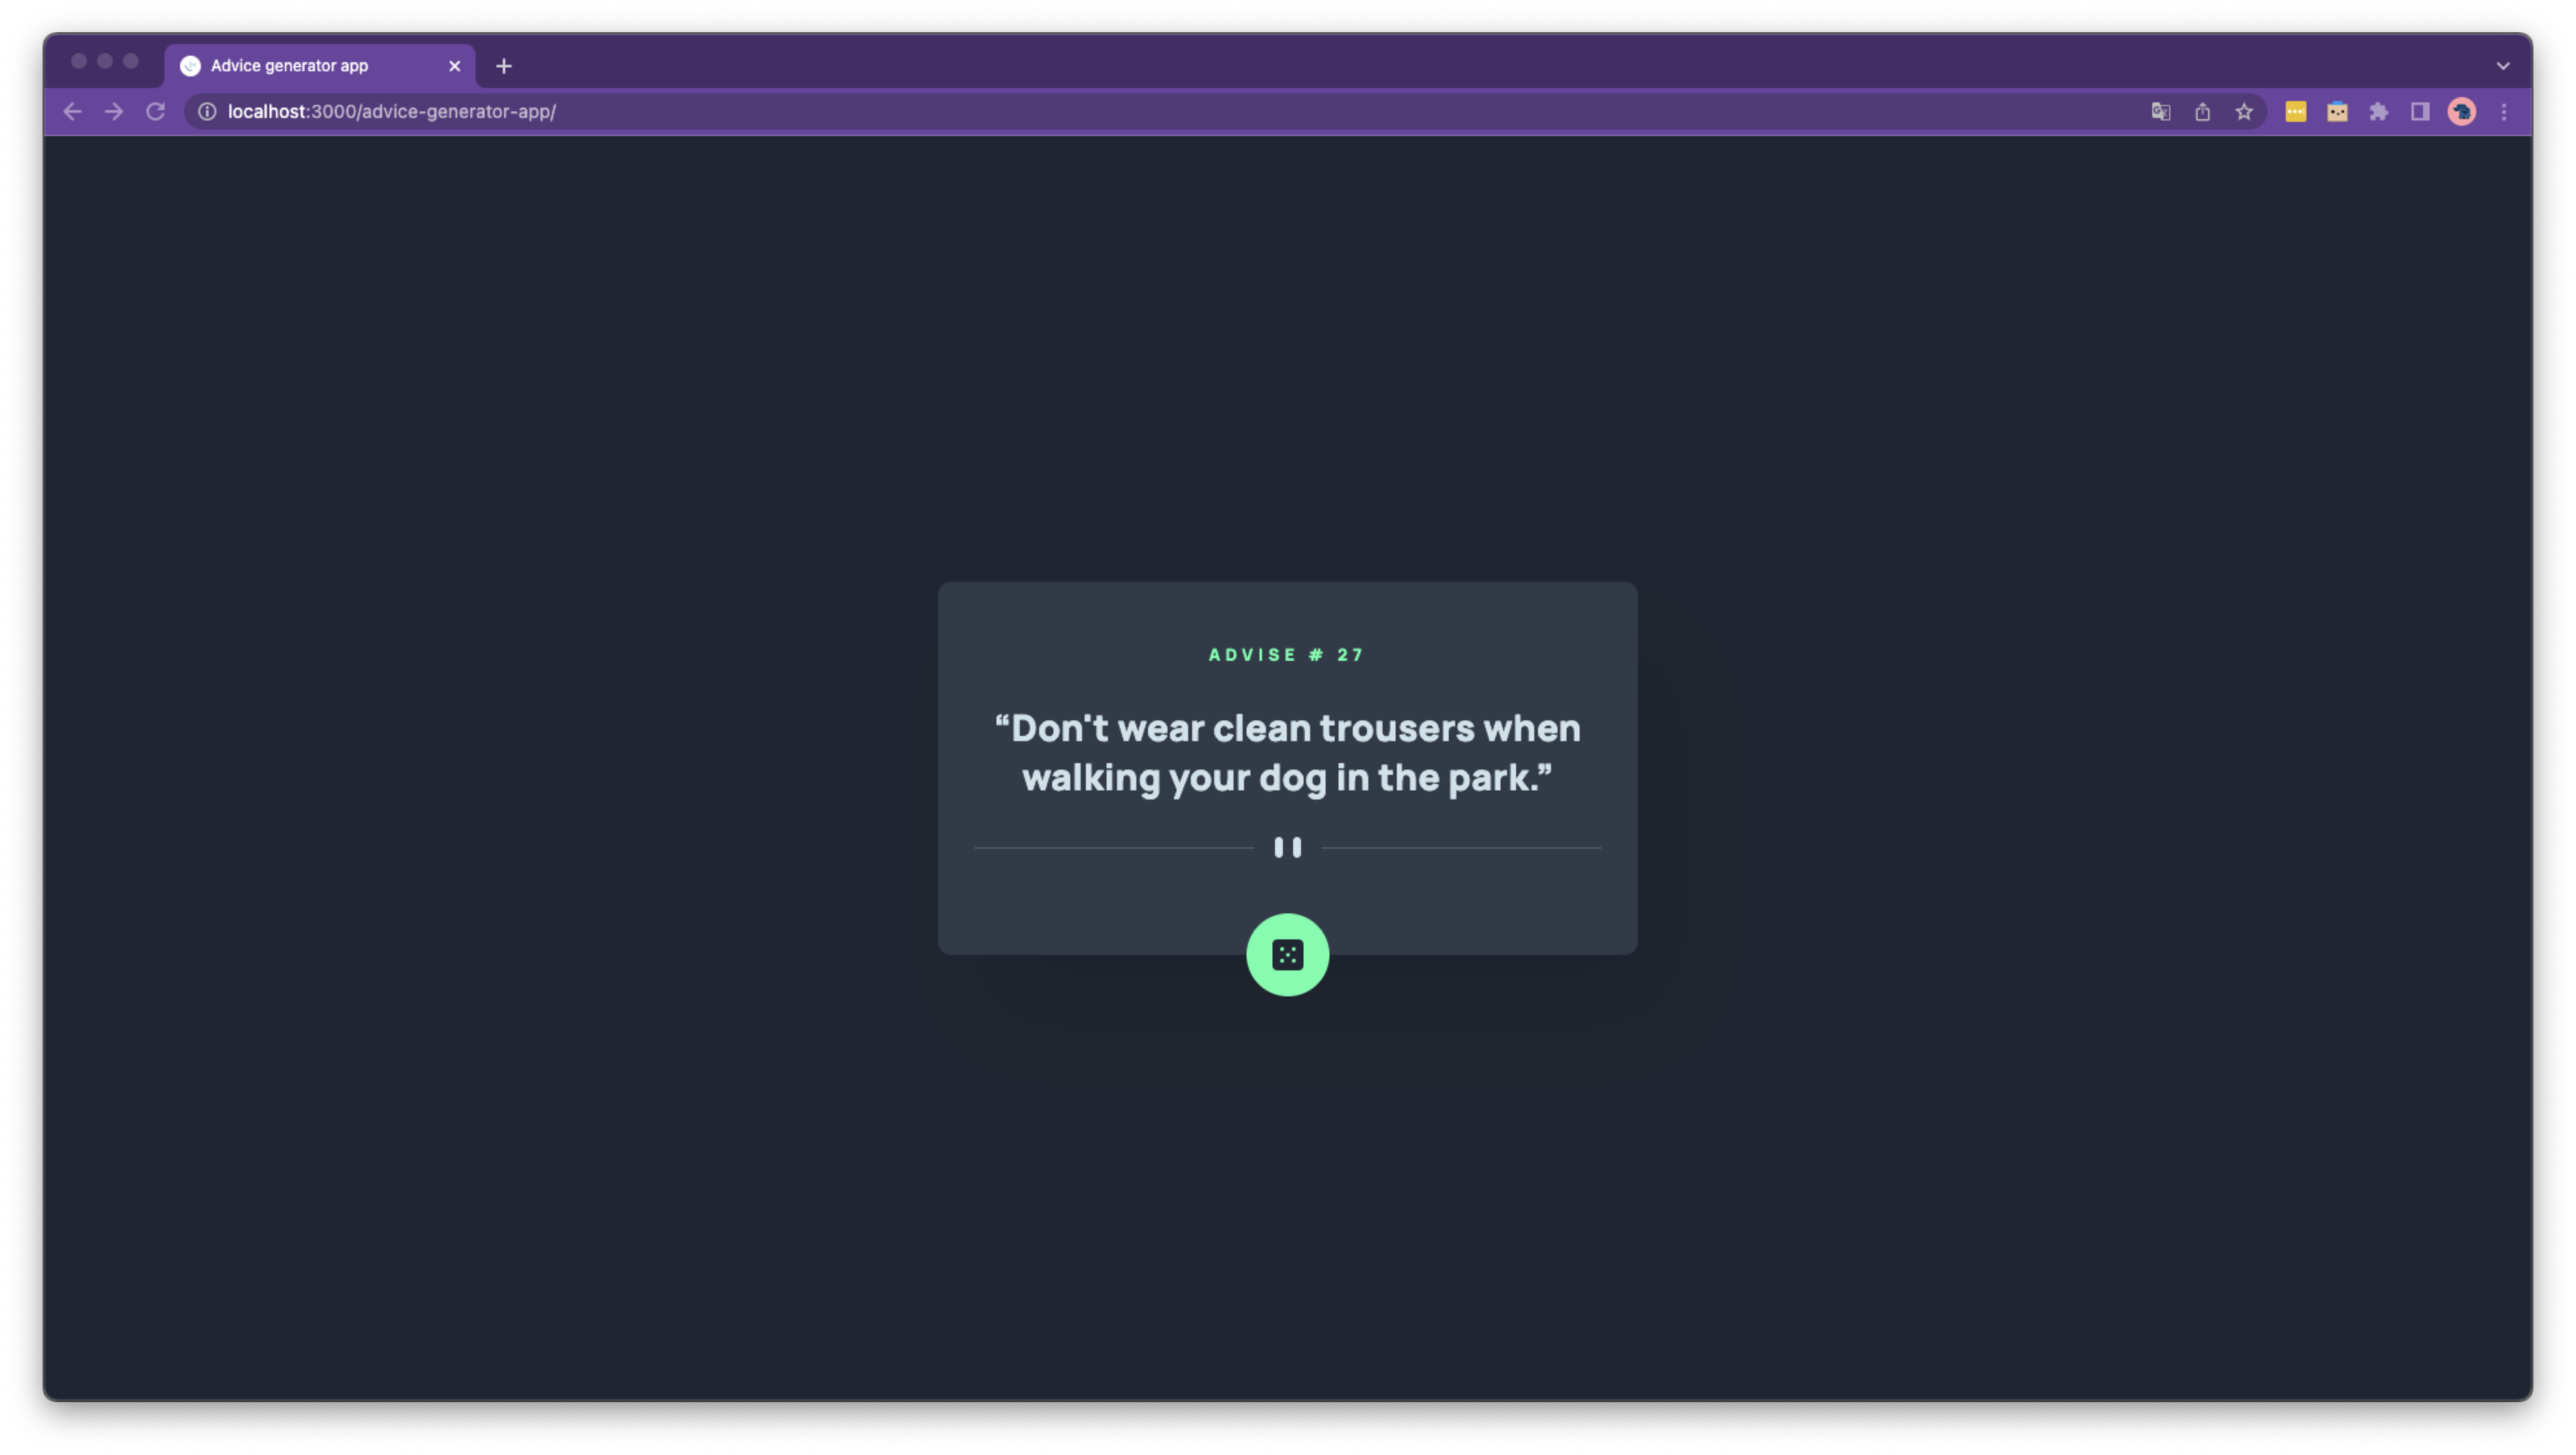 Advice generator app
localhost:3000/advice-generator-app/
ADVISE # 27
“Don't wear clean trousers when
walking your dog in the park.”